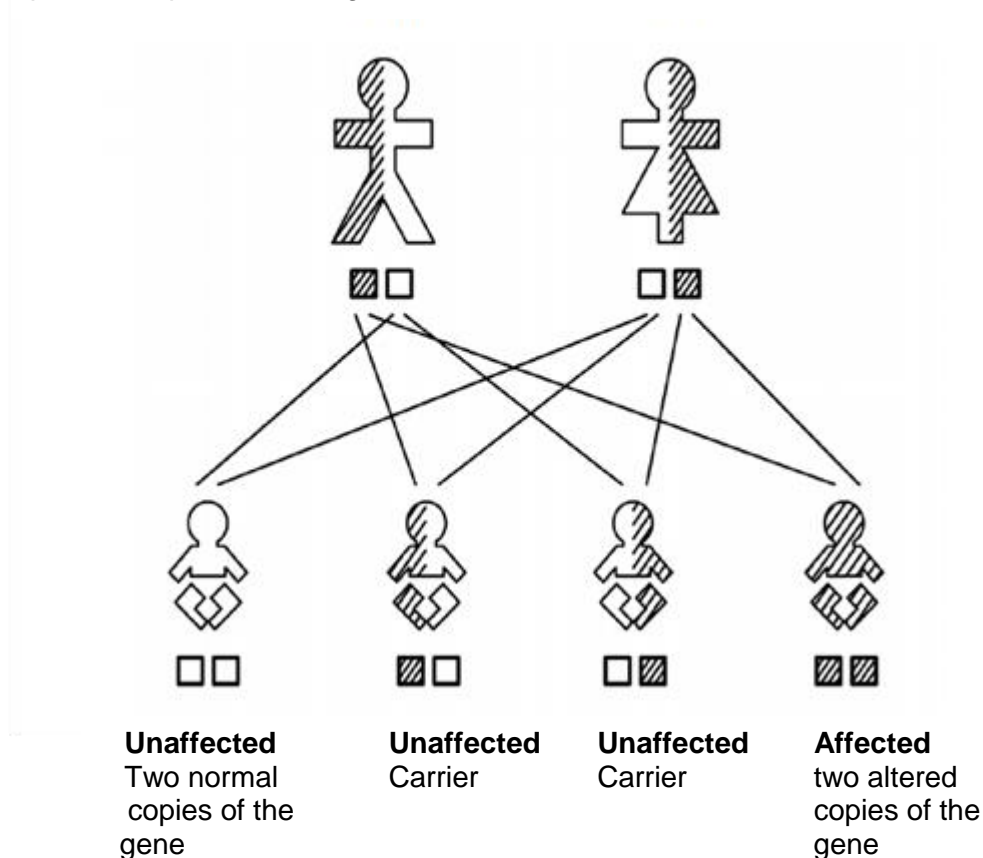 Unaffected Unaffected Unaffected Affected
Two normal Carrier Carrier two altered
copies of the copies of the
gene gene